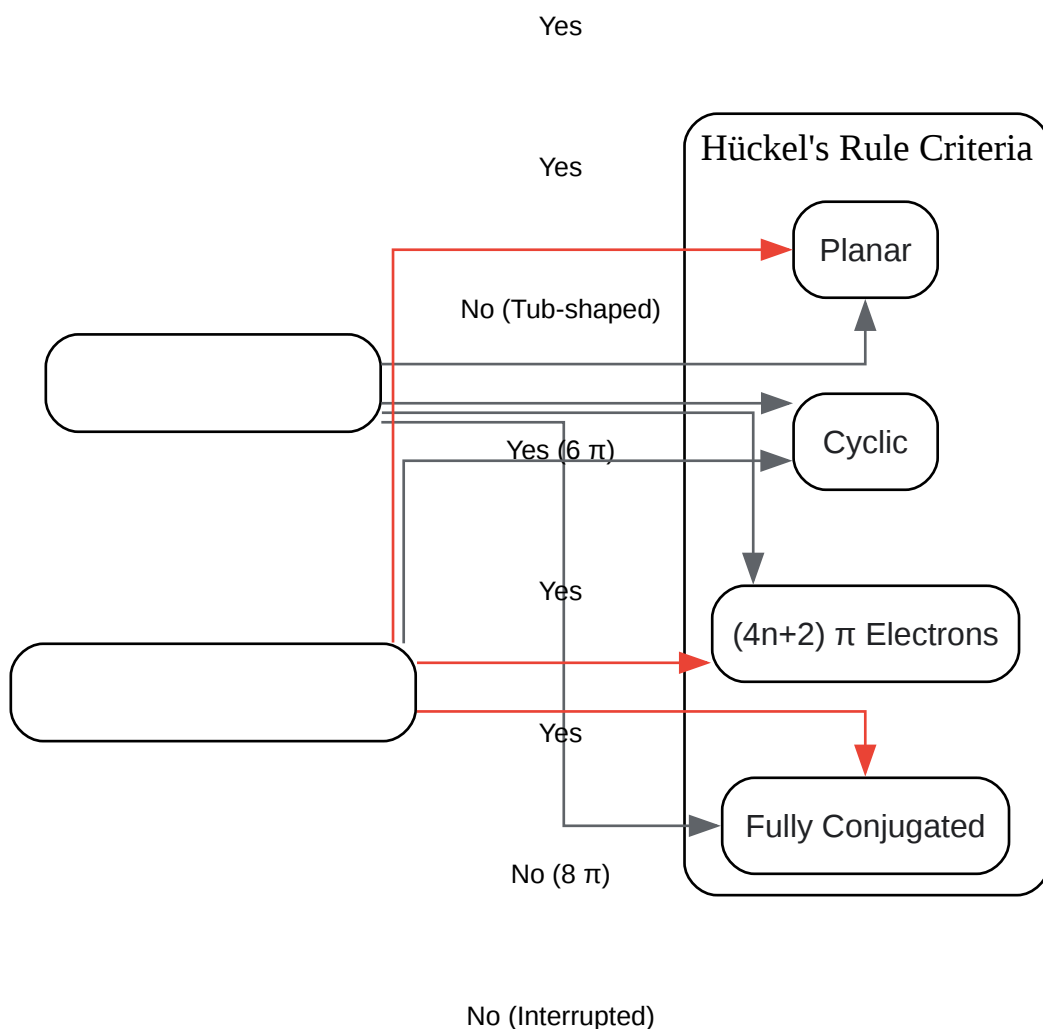 Yes
Hückel's Rule Criteria
Yes
Planar
No (Tub-shaped)
Cyclic
Yes (6 π)
Yes
(4n+2) π Electrons
Yes
Fully Conjugated
No (8 π)
No (Interrupted)